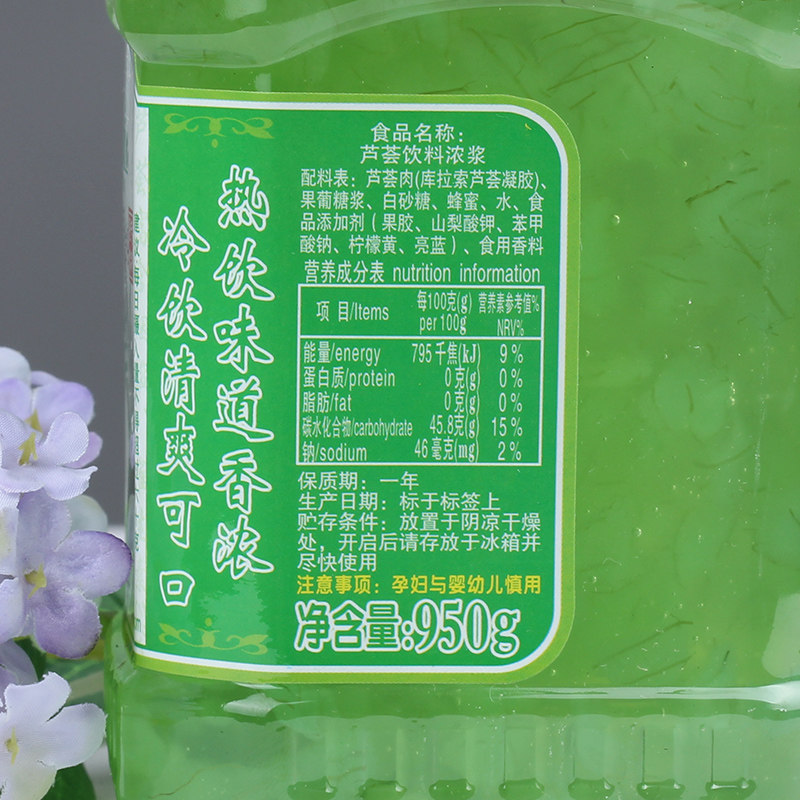 热饮味道香浓
冷饮清爽可口
食品名称：
芦荟饮料浓浆
配料表：芦荟肉(库拉索芦荟凝胶)、
果葡糖浆、白砂糖、蜂蜜、水、食
品添加剂（果胶、山梨酸钾、苯甲
酸钠、柠檬黄、亮蓝）、食用香料
营养成分表 nutrition information
项 目/Items 每100克(g) per 100g 营养素参考值% NRV%
能量/energy 795 千焦(kJ) 9%
蛋白质/protein 0克(g) 0%
脂肪/fat 0克(g) 0%
碳水化合物/carbohydrate 45.8克(g) 15%
钠/sodium 46毫克(mg) 2%
保质期：一年
生产日期：标于标签上
贮存条件：放置于阴凉干燥
处，开启后请存放于冰箱并
尽快使用
注意事项：孕妇与婴幼儿慎用
净含量:950g